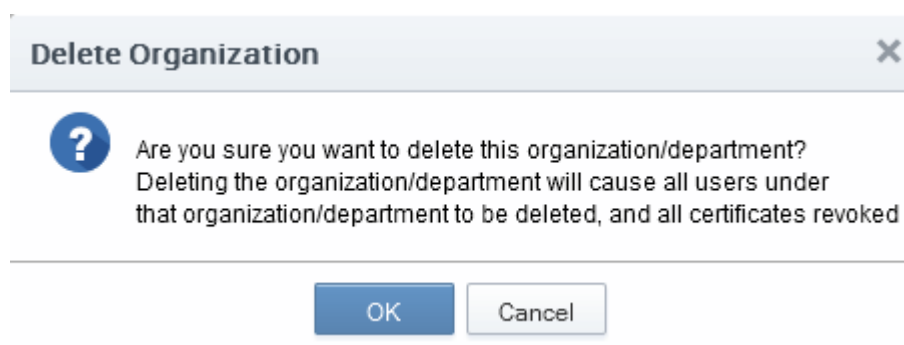 Delete Organization
Are you sure you want to delete this organization/department?
Deleting the organization/department will cause all users under
that organization/department to be deleted, and all certificates revoked
OK
Cancel